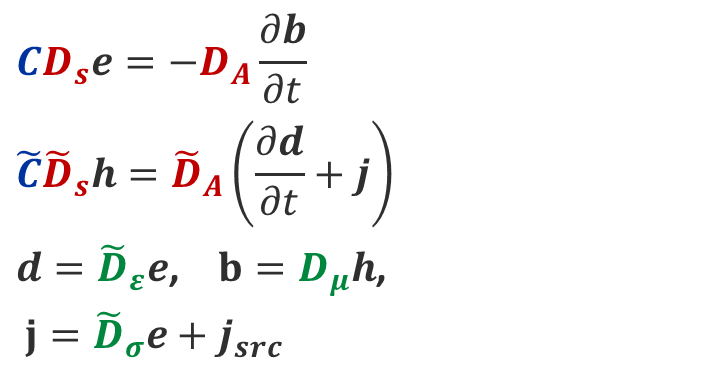 CD_s e = −D_A ∂b/∂t
C̃D̃_s h = D̃_A (∂d/∂t + j)
d = D̃_ε e, b = D_μ h,
j = D̃_σ e + j_src